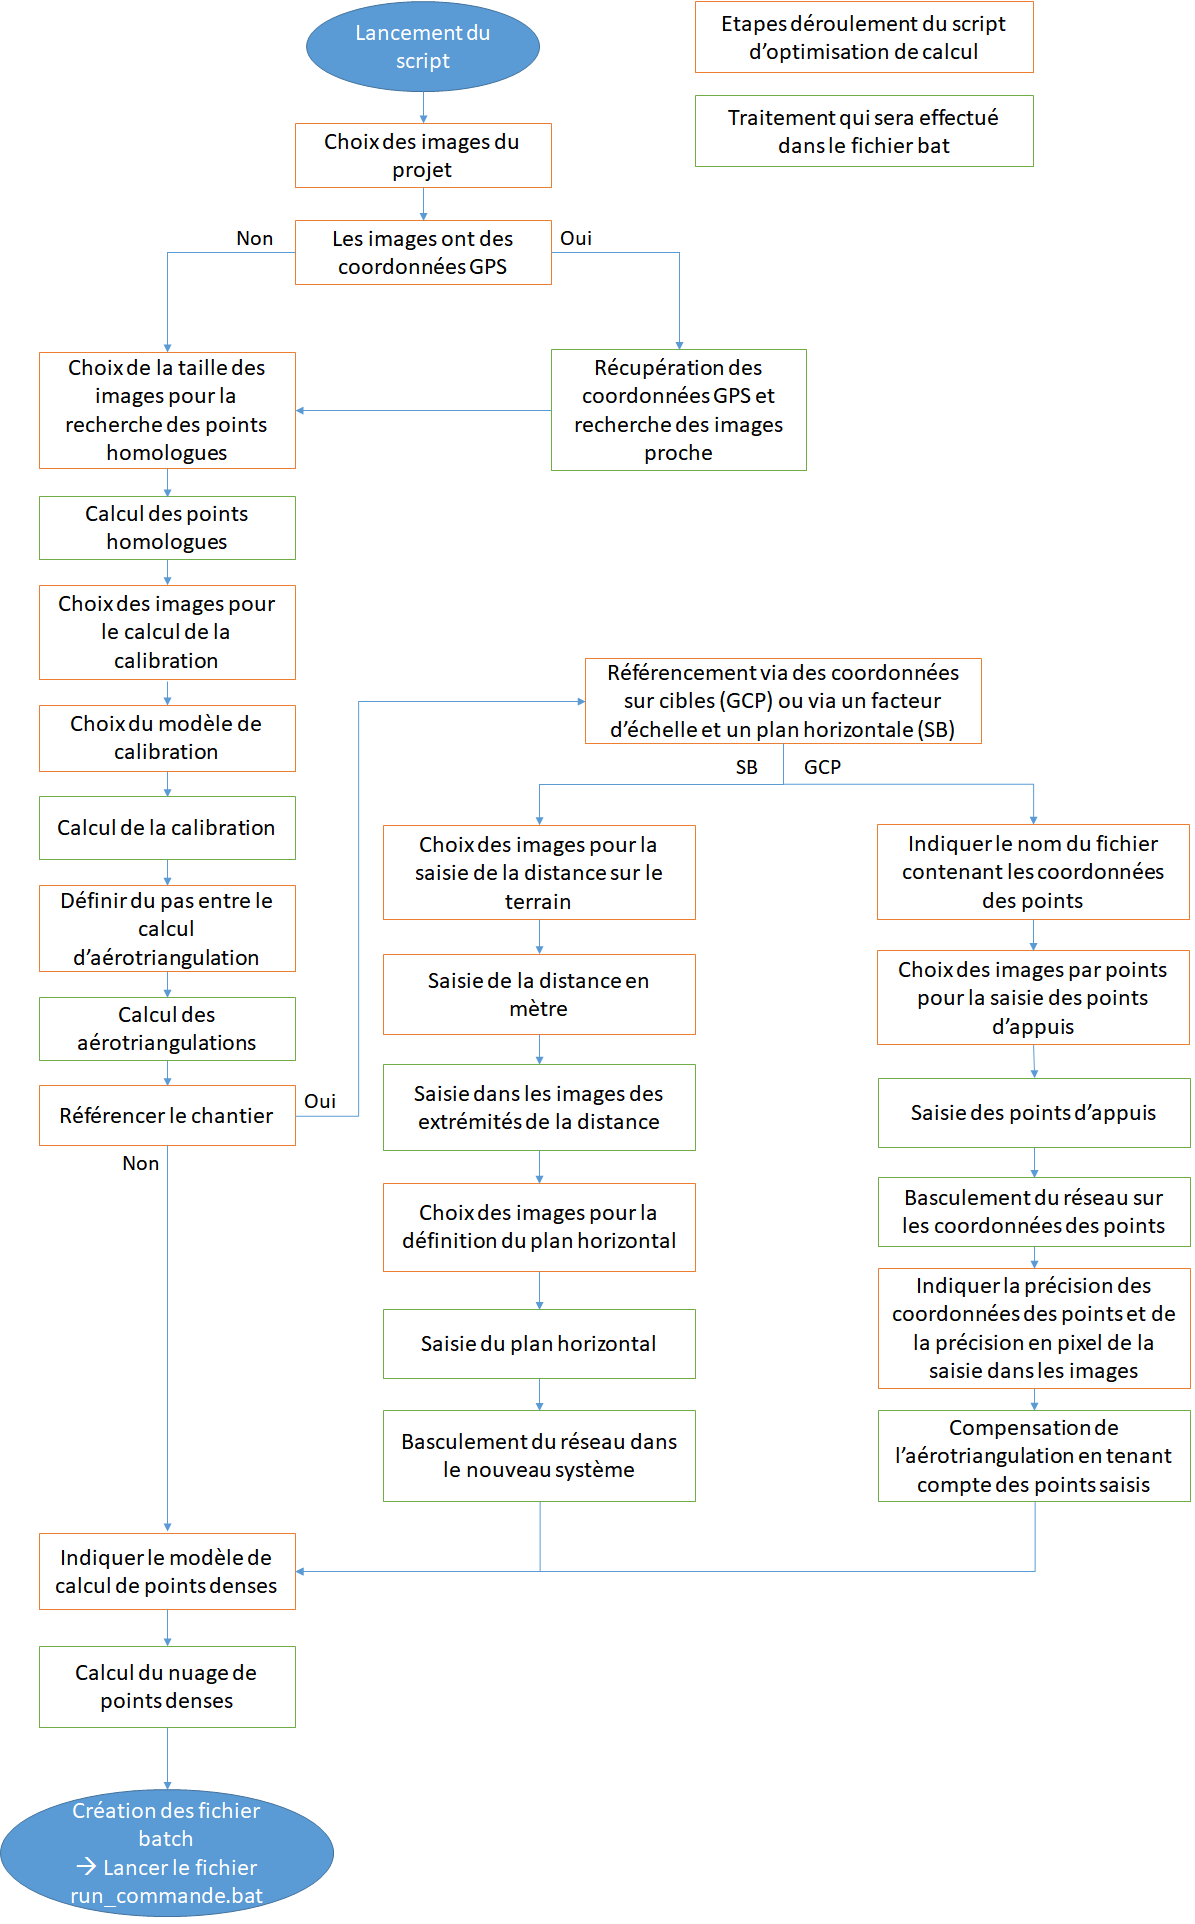 Lancement du
script
Etapes déroulement du script
d’optimisation de calcul
Traitement qui sera effectué
dans le fichier bat
Choix des images du
projet
Les images ont des
coordonnées GPS
Non
Oui
Choix de la taille des
images pour la
recherche des points
homologues
Récupération des
coordonnées GPS et
recherche des images
proche
Calcul des points
homologues
Choix des images pour
le calcul de la
calibration
Choix du modèle de
calibration
Calcul de la calibration
Définir du pas entre le
calcul
d’aérotriangulation
Calcul des
aérotriangulations
Référencer le chantier
Oui
Non
Référencement via des coordonnées
sur cibles (GCP) ou via un facteur
d’échelle et un plan horizontale (SB)
SB
GCP
Choix des images pour la
saisie de la distance sur le
terrain
Saisie de la distance en
mètre
Saisie dans les images des
extrémités de la distance
Choix des images pour la
définition du plan horizontal
Saisie du plan horizontal
Basculement du réseau dans
le nouveau système
Indiquer le nom du fichier
contenant les coordonnées
des points
Choix des images par points
pour la saisie des points
d’appuis
Saisie des points d’appuis
Basculement du réseau sur
les coordonnées des points
Indiquer la précision des
coordonnées des points et de
la précision en pixel de la
saisie dans les images
Compensation de
l’aérotriangulation en tenant
compte des points saisis
Indiquer le modèle de
calcul de points denses
Calcul du nuage de
points denses
Création des fichier
batch
→ Lancer le fichier
run_commande.bat